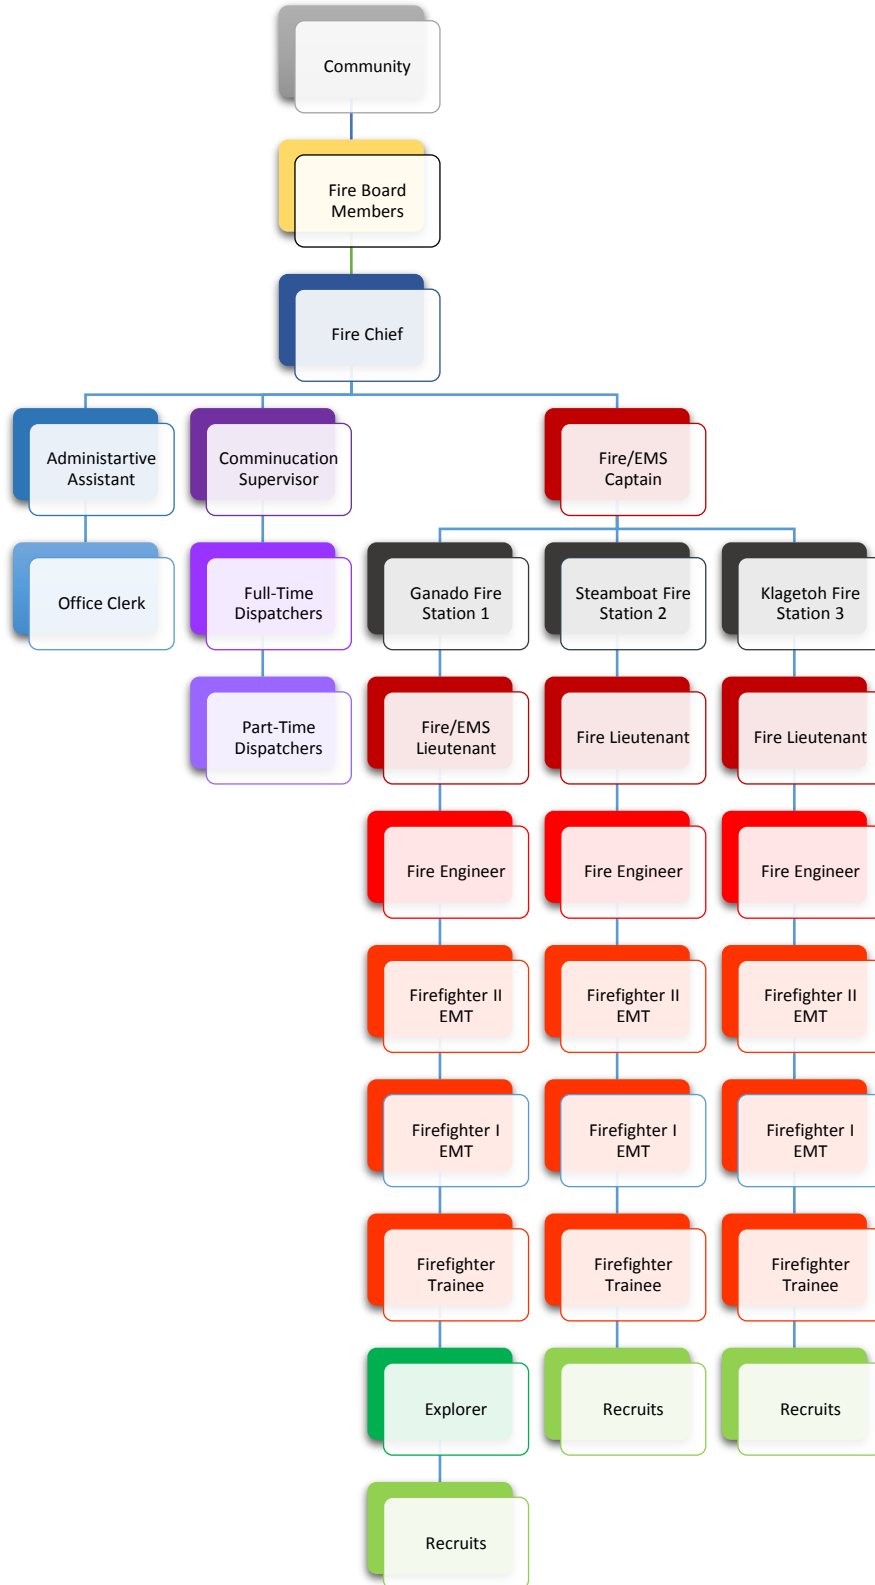 Community
Fire Board
Members
Fire Chief
Administartive
Assistant
Comminucation
Supervisor
Fire/EMS
Captain
Office Clerk
Full-Time
Dispatchers
Ganado Fire
Station 1
Steamboat Fire
Station 2
Klagetoh Fire
Station 3
Part-Time
Dispatchers
Fire/EMS
Lieutenant
Fire Lieutenant
Fire Lieutenant
Fire Engineer
Fire Engineer
Fire Engineer
Firefighter II
EMT
Firefighter II
EMT
Firefighter II
EMT
Firefighter I
EMT
Firefighter I
EMT
Firefighter I
EMT
Firefighter
Trainee
Firefighter
Trainee
Firefighter
Trainee
Explorer
Recruits
Recruits
Recruits